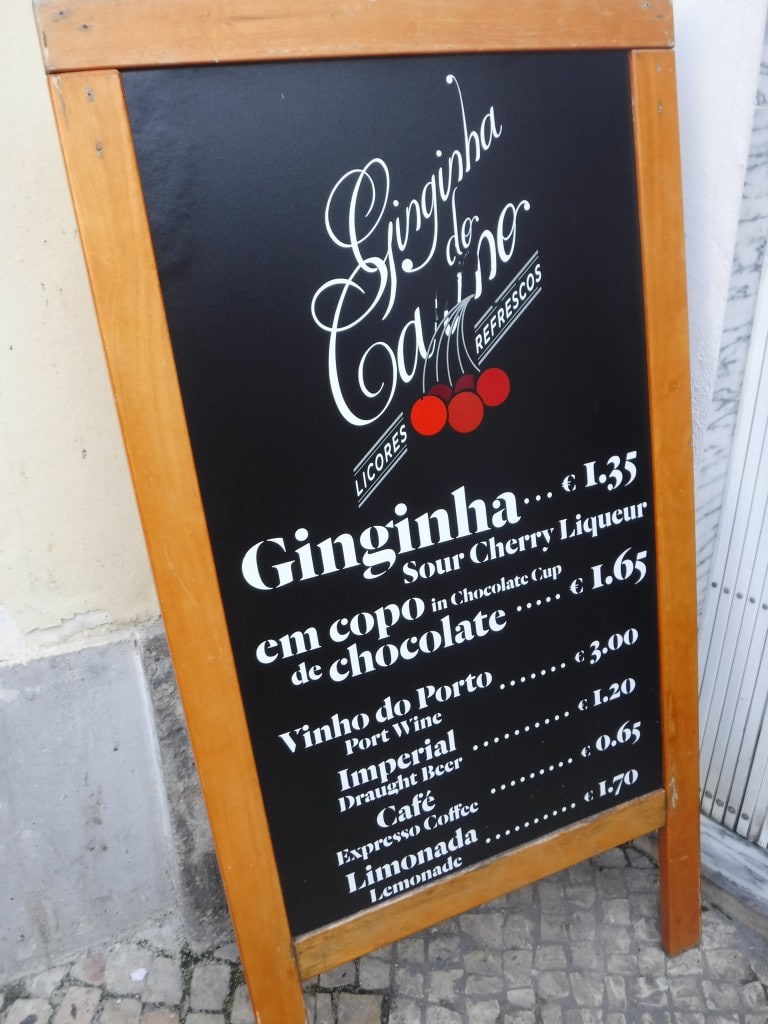 Ginginha
do
Carmo
LICORES
REFRESCOS
Ginginha... € 1.35
Sour Cherry Liqueur
em copo in Chocolate Cup
de chocolate ..... € 1.65
Vinho do Porto ....... € 3.00
Port Wine
Imperial .......... € 1.20
Draught Beer
Café ......... € 0.65
Expresso Coffee
Limonada .......... € 1.70
Lemonade